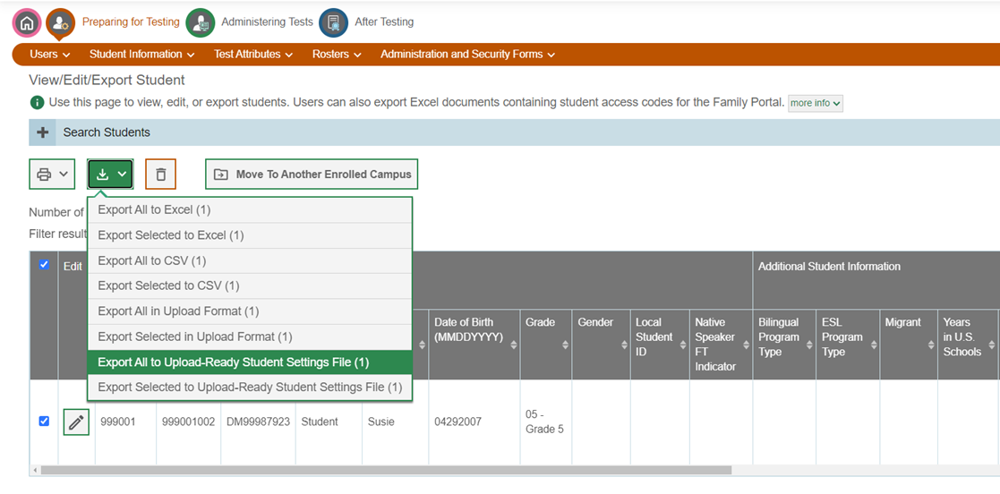 Preparing for Testing Administering Tests After Testing
Users Student Information Test Attributes Rosters Administration and Security Forms
View/Edit/Export Student
Use this page to view, edit, or export students. Users can also export Excel documents containing student access codes for the Family Portal. more info
Search Students
Move To Another Enrolled Campus
Number of
Filter result
Export All to Excel (1)
Export Selected to Excel (1)
Export All to CSV (1)
Export Selected to CSV (1)
Export All in Upload Format (1)
Export Selected in Upload Format (1)
Export All to Upload-Ready Student Settings File (1)
Export Selected to Upload-Ready Student Settings File (1)
Edit
Additional Student Information
Date of Birth
(MMDDYYYY)
Grade
Gender
Local
Student
ID
Native
Speaker
FT
Indicator
Bilingual
Program
Type
ESL
Program
Type
Migrant
Years
in U.S.
Schools
999001 999001002 DM99987923 Student Susie 04292007
05 -
Grade 5